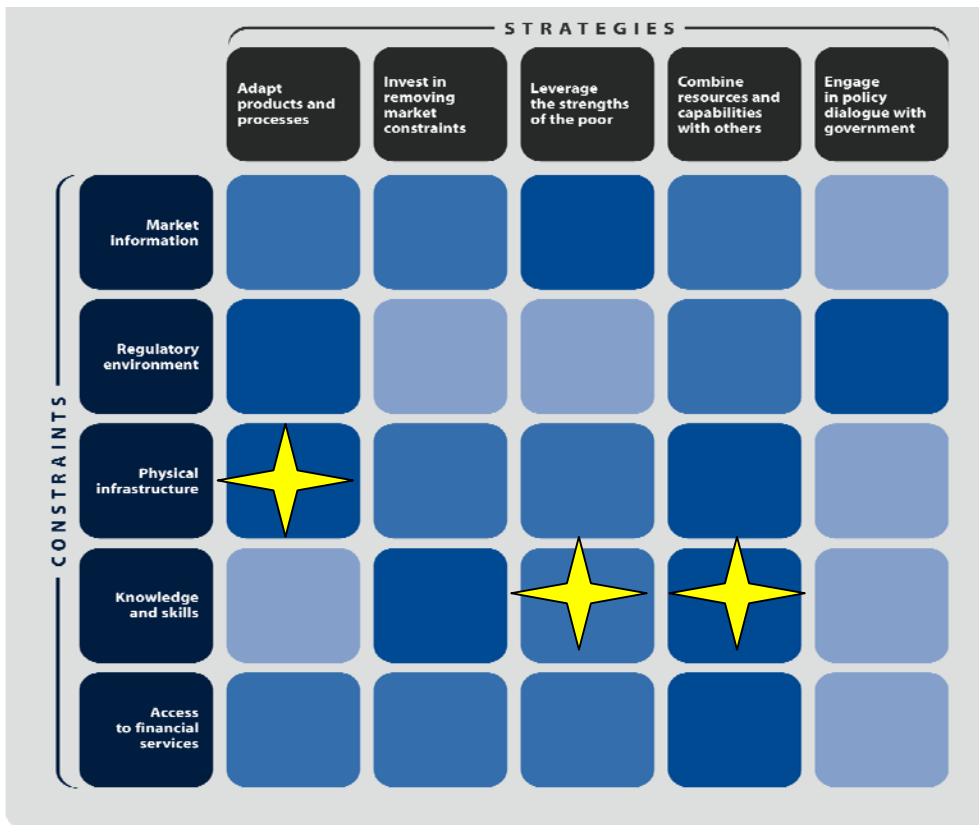 STRATEGIES
Adapt
products and
processes
Invest in
removing
market
constraints
Leverage
the strengths
of the poor
Combine
resources and
capabilities
with others
Engage
in policy
dialogue with
government
CONSTRAINTS
Market
Information
Regulatory
environment
Physical
infrastructure
Knowledge
and skills
Access
to financial
services